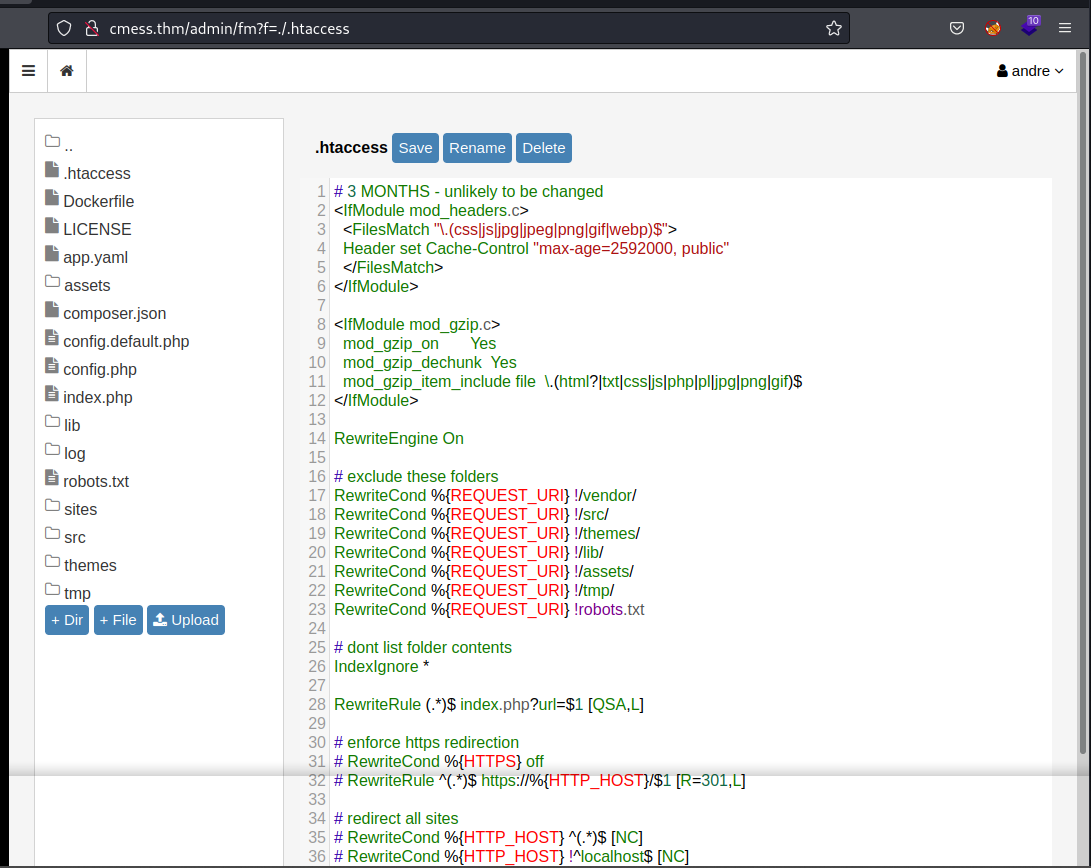 cmess.thm/admin/fm?f=./.htaccess
10
andre
..
.htaccess
Dockerfile
LICENSE
app.yaml
assets
composer.json
config.default.php
config.php
index.php
lib
log
robots.txt
sites
src
themes
tmp
+ Dir + File Upload
.htaccess Save Rename Delete
1 # 3 MONTHS - unlikely to be changed
2 <IfModule mod_headers.c>
3   <FilesMatch "\.(css|js|jpg|jpeg|png|gif|webp)$">
4   Header set Cache-Control "max-age=2592000, public"
5   </FilesMatch>
6 </IfModule>
7
8 <IfModule mod_gzip.c>
9   mod_gzip_on       Yes
10   mod_gzip_dechunk  Yes
11   mod_gzip_item_include file  \.(html?|txt|css|js|php|pl|jpg|png|gif)$
12 </IfModule>
13
14 RewriteEngine On
15
16 # exclude these folders
17 RewriteCond %{REQUEST_URI} !/vendor/
18 RewriteCond %{REQUEST_URI} !/src/
19 RewriteCond %{REQUEST_URI} !/themes/
20 RewriteCond %{REQUEST_URI} !/lib/
21 RewriteCond %{REQUEST_URI} !/assets/
22 RewriteCond %{REQUEST_URI} !/tmp/
23 RewriteCond %{REQUEST_URI} !robots.txt
24
25 # dont list folder contents
26 IndexIgnore *
27
28 RewriteRule (.*)$ index.php?url=$1 [QSA,L]
29
30 # enforce https redirection
31 # RewriteCond %{HTTPS} off
32 # RewriteRule ^(.*)$ https://%{HTTP_HOST}/$1 [R=301,L]
33
34 # redirect all sites
35 # RewriteCond %{HTTP_HOST} ^(.*)$ [NC]
36 # RewriteCond %{HTTP_HOST} !^localhost$ [NC]